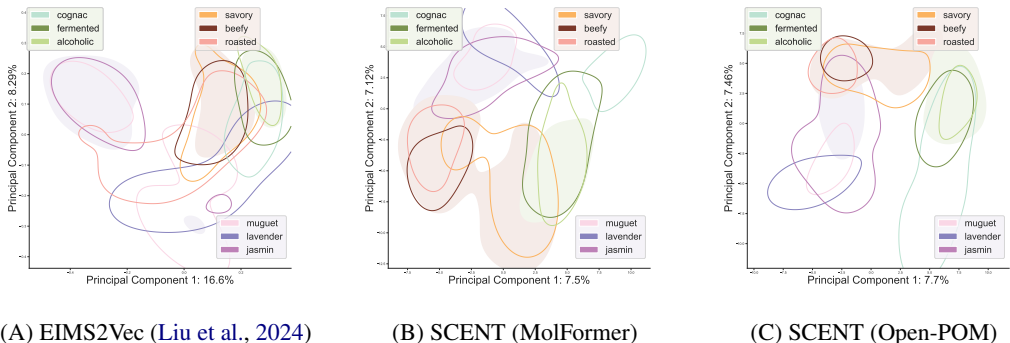 cognac
fermented
alcoholic
savory
beefy
roasted
muguet
lavender
jasmin
Principal Component 2: 8.29%
Principal Component 1: 16.6%
(A) EIMS2Vec (Liu et al., 2024)
cognac
fermented
alcoholic
savory
beefy
roasted
muguet
lavender
jasmin
Principal Component 2: 7.12%
Principal Component 1: 7.5%
(B) SCENT (MolFormer)
cognac
fermented
alcoholic
savory
beefy
roasted
muguet
lavender
jasmin
Principal Component 2: 7.46%
Principal Component 1: 7.7%
(C) SCENT (Open-POM)